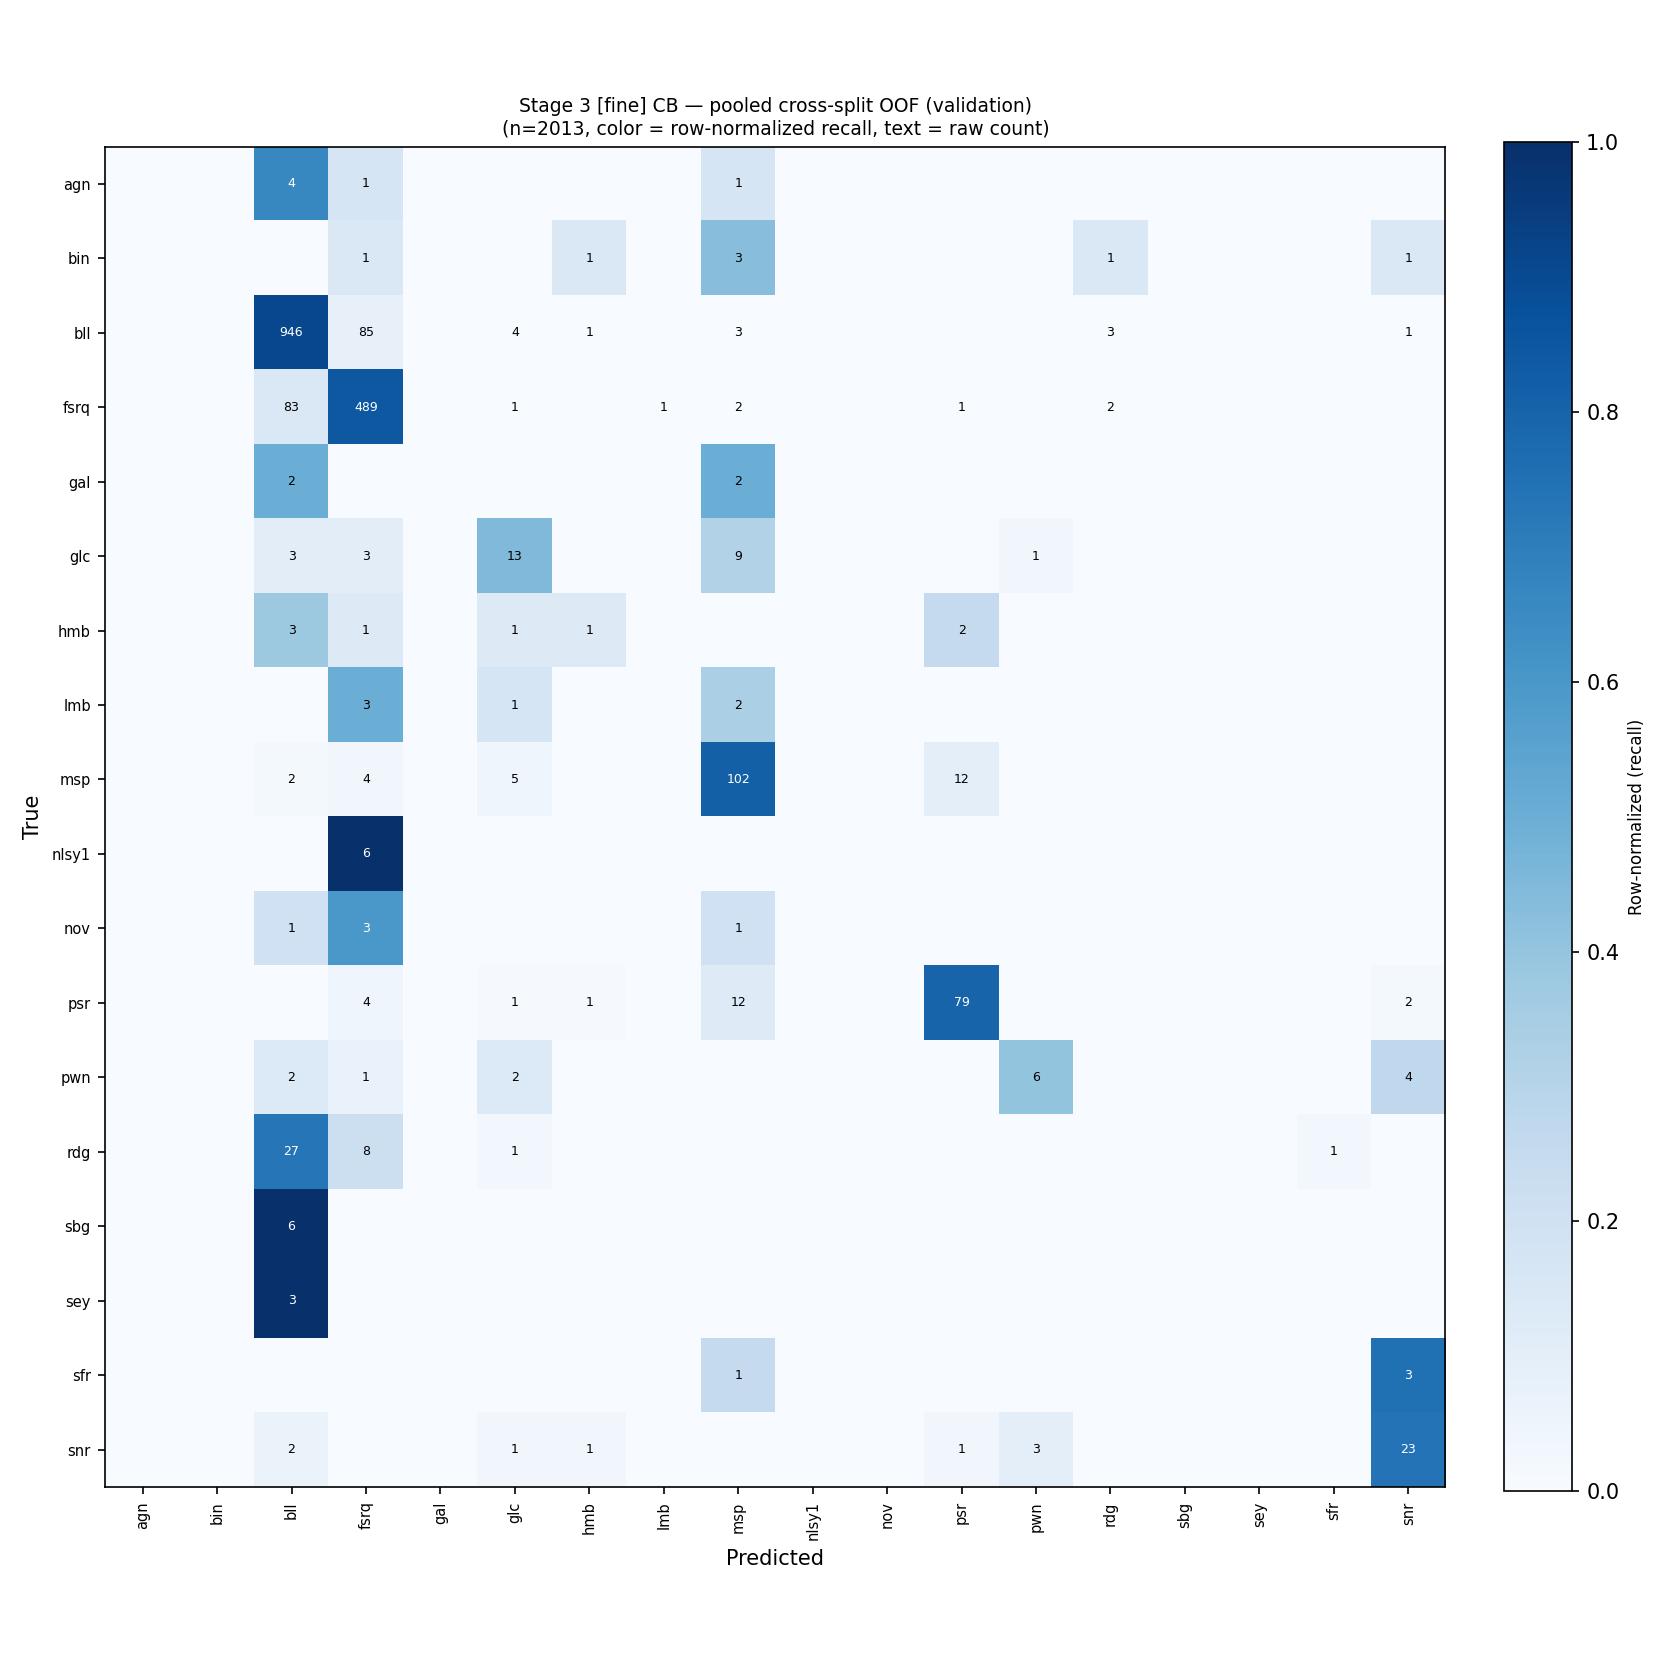 Stage 3 [fine] CB — pooled cross-split OOF (validation)
(n=2013, color = row-normalized recall, text = raw count)
agn 4 1 1
bin 1 1 3 1 1
bll 946 85 4 1 3 3 1
fsrq 83 489 1 1 2 1 2
gal 2 2
glc 3 3 13 9 1
hmb 3 1 1 1 2
lmb 3 1 2
msp 2 4 5 102 12
nlsy1 6
nov 1 3 1
psr 4 1 1 12 79 2
pwn 2 1 2 6 4
rdg 27 8 1 1
sbg 6
sey 3
sfr 1 3
snr 2 1 1 1 3 23
True
agn bin bll fsrq gal glc hmb lmb msp nlsy1 nov psr pwn rdg sbg sey sfr snr
Predicted
1.0
0.8
0.6
0.4
0.2
0.0
Row-normalized (recall)